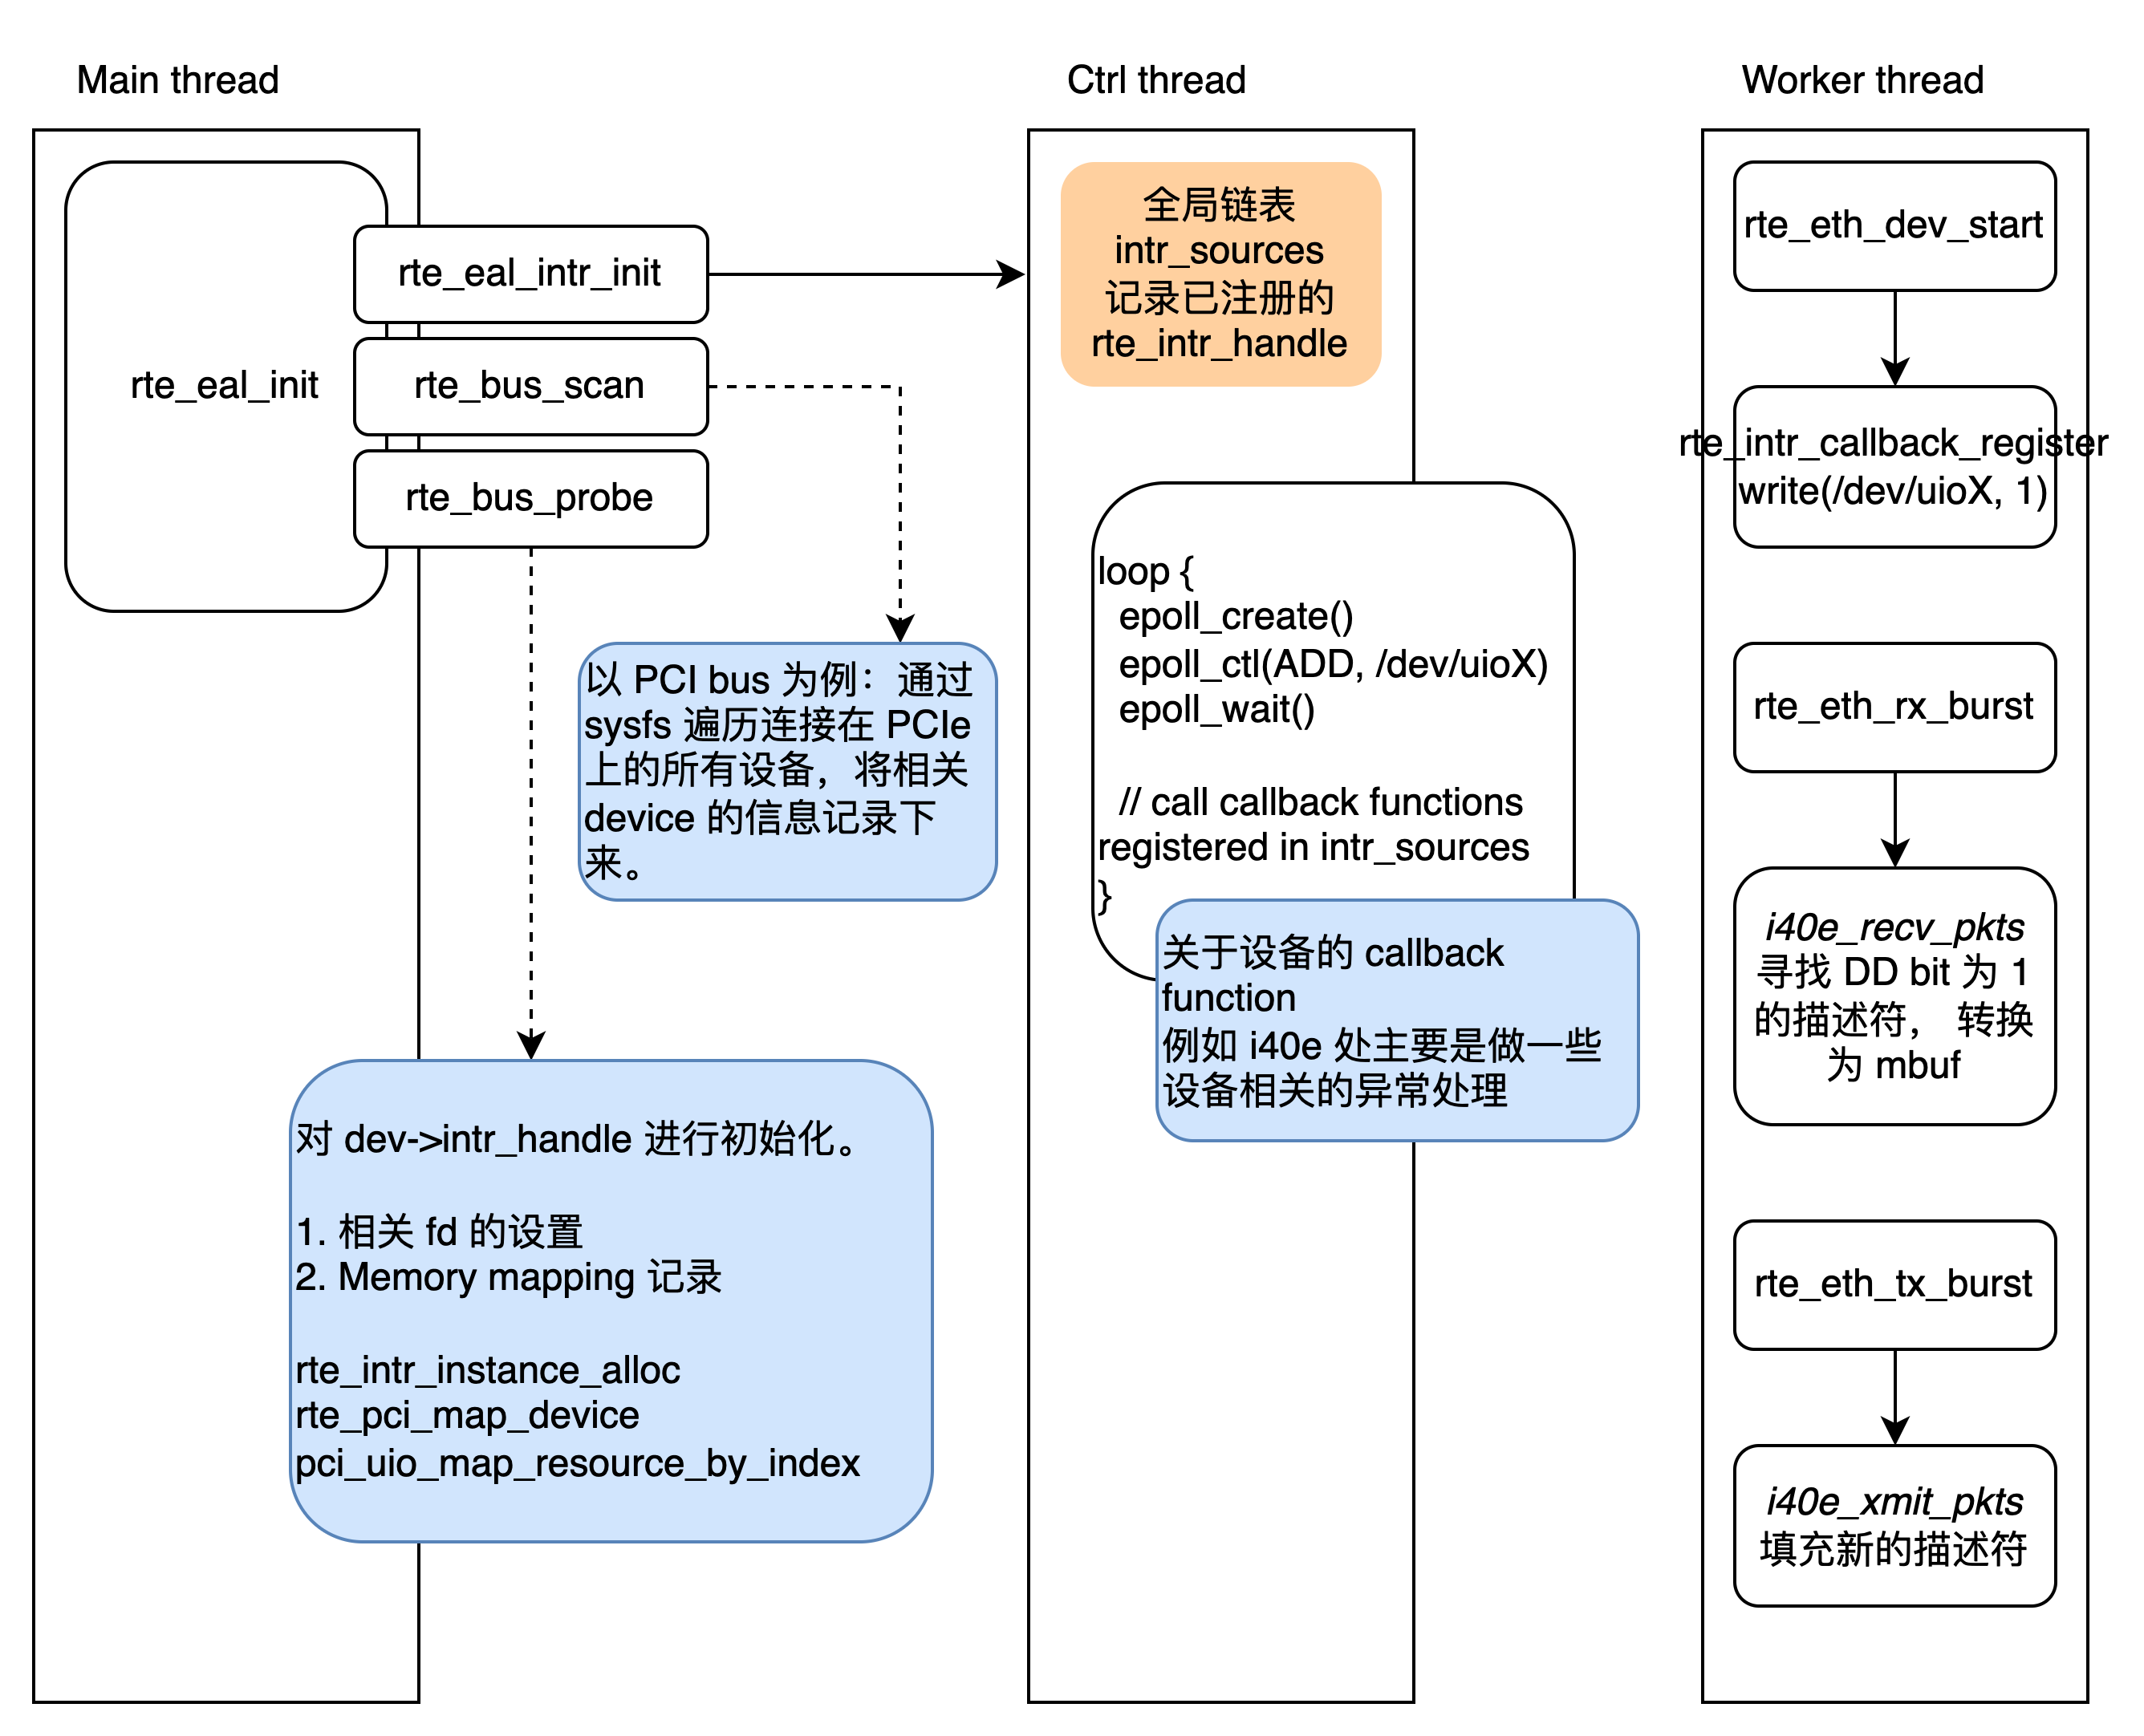 Main thread
rte_eal_init
rte_eal_intr_init
rte_bus_scan
rte_bus_probe
以 PCI bus 为例：通过
sysfs 遍历连接在 PCIe
上的所有设备，将相关
device 的信息记录下
来。
对 dev->intr_handle 进行初始化。
1. 相关 fd 的设置
2. Memory mapping 记录
rte_intr_instance_alloc
rte_pci_map_device
pci_uio_map_resource_by_index
Ctrl thread
全局链表
intr_sources
记录已注册的
rte_intr_handle
loop {
epoll_create()
epoll_ctl(ADD, /dev/uioX)
epoll_wait()
// call callback functions
registered in intr_sources
}
关于设备的 callback
function
例如 i40e 处主要是做一些
设备相关的异常处理
Worker thread
rte_eth_dev_start
rte_intr_callback_register
write(/dev/uioX, 1)
rte_eth_rx_burst
i40e_recv_pkts
寻找 DD bit 为 1
的描述符， 转换
为 mbuf
rte_eth_tx_burst
i40e_xmit_pkts
填充新的描述符